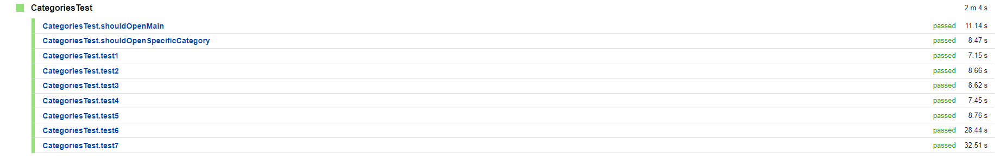 CategoriesTest 2 m 4 s
CategoriesTest.shouldOpenMain passed 11.14 s
CategoriesTest.shouldOpenSpecificCategory passed 8.47 s
CategoriesTest.test1 passed 7.15 s
CategoriesTest.test2 passed 8.66 s
CategoriesTest.test3 passed 8.62 s
CategoriesTest.test4 passed 7.45 s
CategoriesTest.test5 passed 8.76 s
CategoriesTest.test6 passed 28.44 s
CategoriesTest.test7 passed 32.51 s